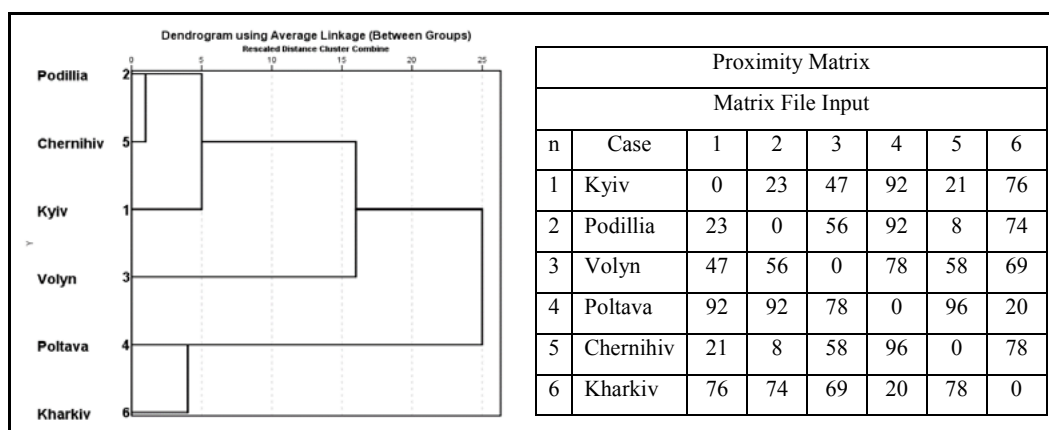 Dendrogram using Average Linkage (Between Groups)
Rescaled Distance Cluster Combine
0 5 10 15 20 25
Podillia 2
Chernihiv 5
Kyiv 1
Y
Volyn 3
Poltava 4
Kharkiv 6
Proximity Matrix
Matrix File Input
n Case 1 2 3 4 5 6
1 Kyiv 0 23 47 92 21 76
2 Podillia 23 0 56 92 8 74
3 Volyn 47 56 0 78 58 69
4 Poltava 92 92 78 0 96 20
5 Chernihiv 21 8 58 96 0 78
6 Kharkiv 76 74 69 20 78 0